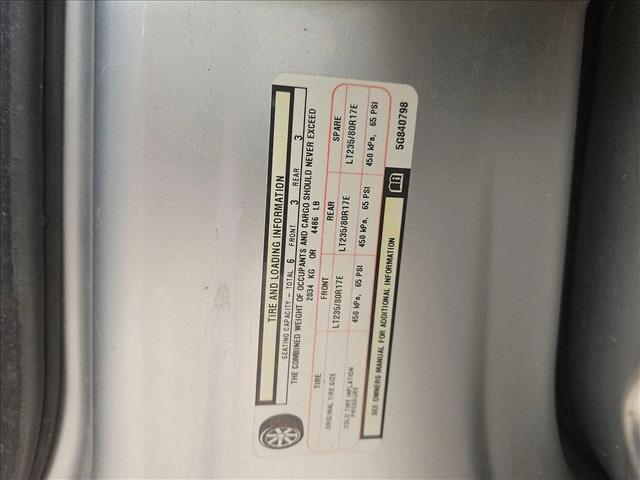 TIRE AND LOADING INFORMATION
SEATING CAPACITY - TOTAL 6 FRONT 3 REAR 3
THE COMBINED WEIGHT OF OCCUPANTS AND CARGO SHOULD NEVER EXCEED
2034 KG OR 4486 LB
TIRE FRONT REAR SPARE
ORIGINAL TIRE SIZE LT235/80R17E LT235/80R17E LT235/80R17E
COLD TIRE INFLATION PRESSURE 450 kPa, 65 PSI 450 kPa, 65 PSI 450 kPa, 65 PSI
SEE OWNERS MANUAL FOR ADDITIONAL INFORMATION
5G840798